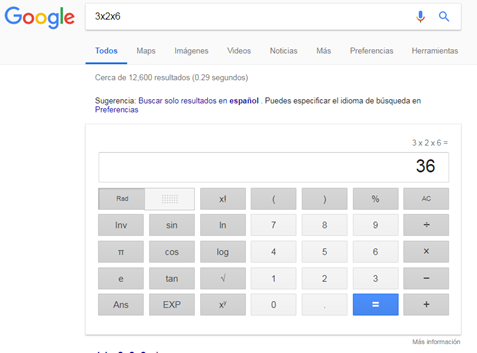 Google
3x2x6
Todos Maps Imágenes Videos Noticias Más Preferencias Herramientas
Cerca de 12,600 resultados (0.29 segundos)
Sugerencia: Buscar solo resultados en español . Puedes especificar el idioma de búsqueda en
Preferencias
3 x 2 x 6 =
36
Rad x! ( ) % AC
Inv sin ln 7 8 9 ÷
π cos log 4 5 6 ×
e tan √ 1 2 3 −
Ans EXP xʸ 0 . = +
Más información